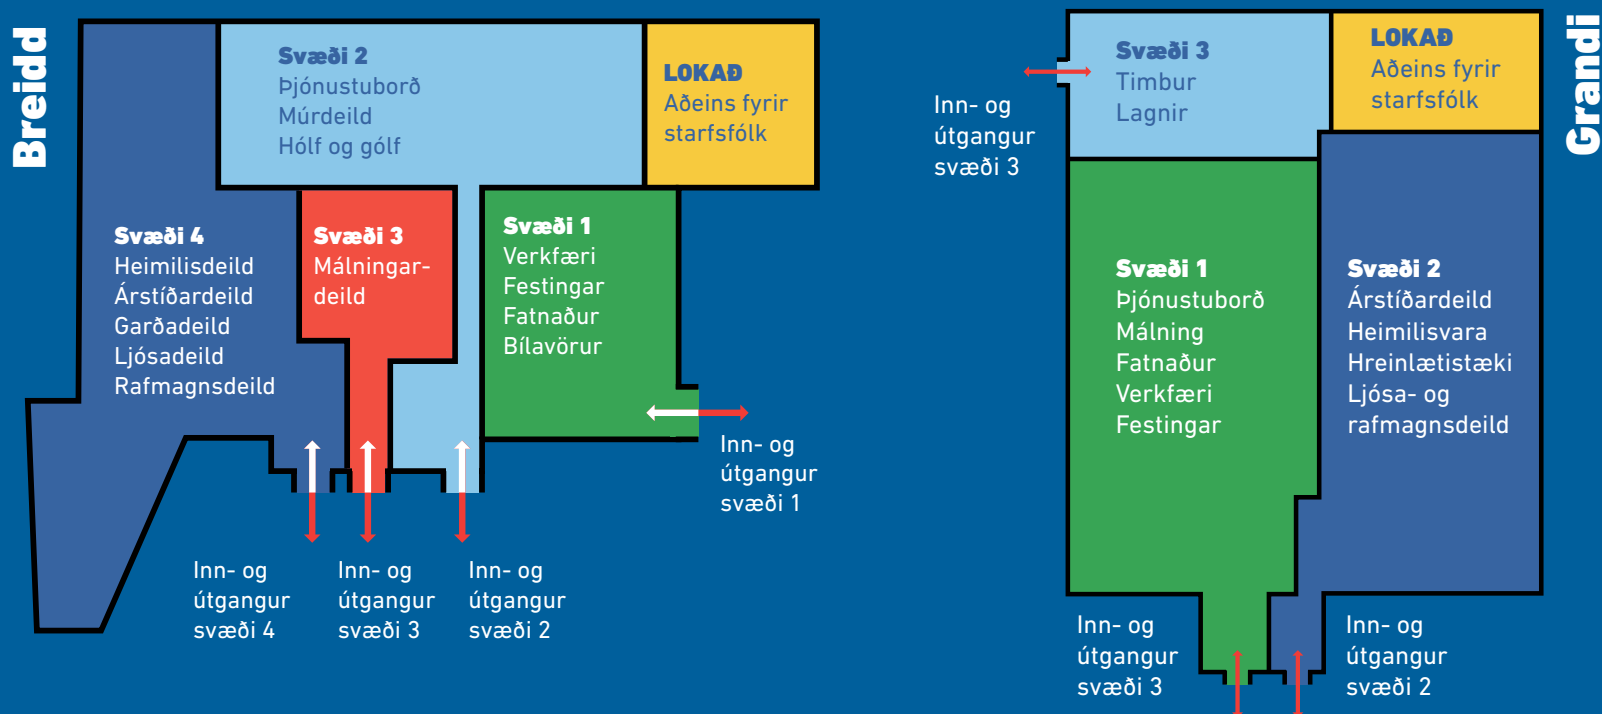 Breidd
Svæði 2
Þjónustuborð
Múrdeild
Hólf og gólf
LOKAÐ
Aðeins fyrir
starfsfólk
Svæði 4
Heimilisdeild
Árstíðardeild
Garðadeild
Ljósadeild
Rafmagnsdeild
Svæði 3
Málningar-
deild
Svæði 1
Verkfæri
Festingar
Fatnaður
Bílavörur
Inn- og
útgangur
svæði 1
Inn- og
útgangur
svæði 4
Inn- og
útgangur
svæði 3
Inn- og
útgangur
svæði 2
Grandi
Svæði 3
Timbur
Lagnir
LOKAÐ
Aðeins fyrir
starfsfólk
Inn- og
útgangur
svæði 3
Svæði 1
Þjónustuborð
Málning
Fatnaður
Verkfæri
Festingar
Svæði 2
Árstíðardeild
Heimilisvara
Hreinlætistæki
Ljósa- og
rafmagnsdeild
Inn- og
útgangur
svæði 3
Inn- og
útgangur
svæði 2